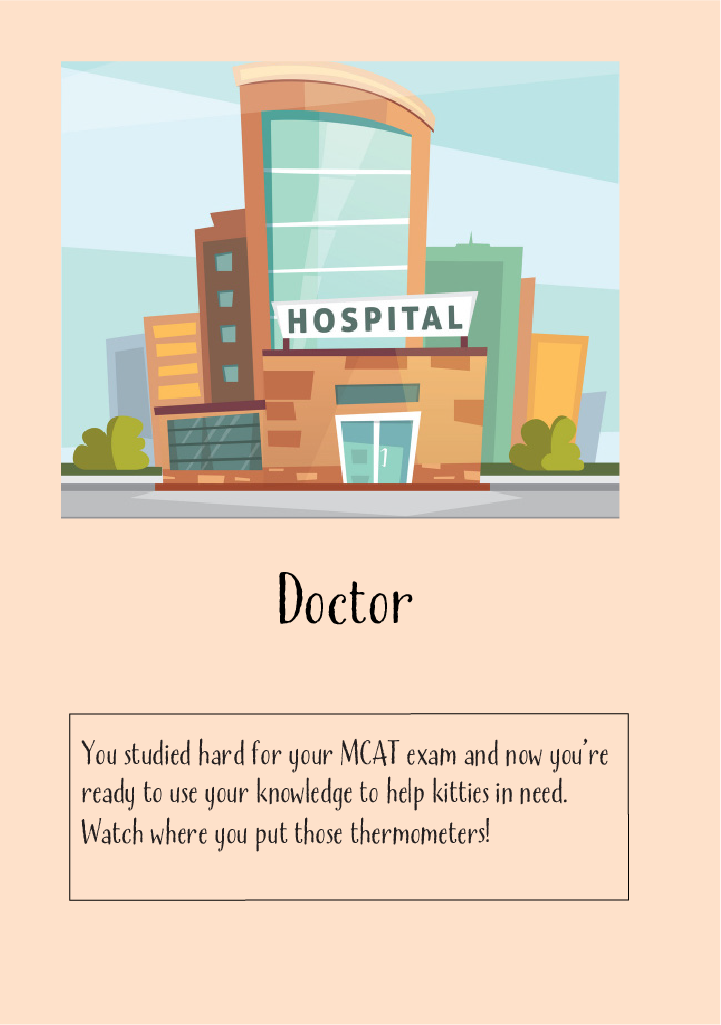 HOSPITAL
Doctor
You studied hard for your MCAT exam and now you're
ready to use your knowledge to help kitties in need.
Watch where you put those thermometers!